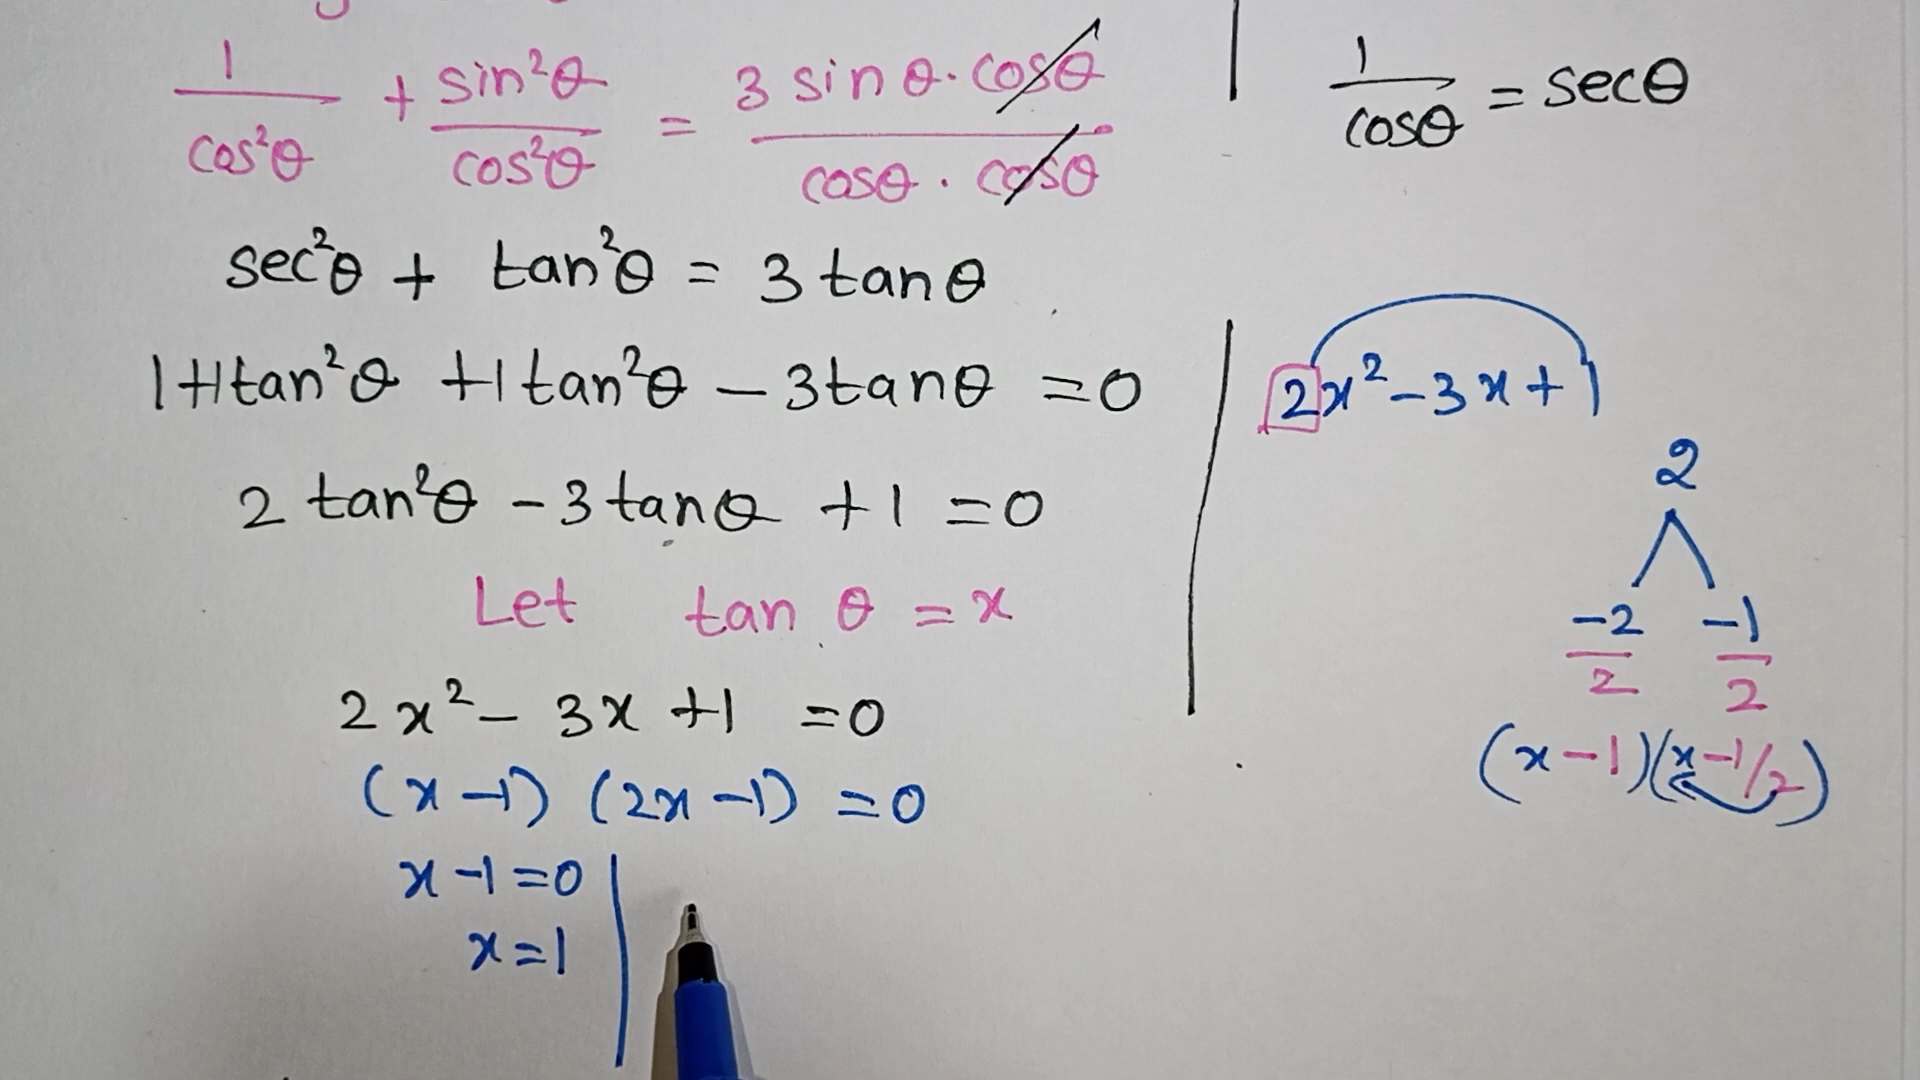 1/cos²θ + sin²θ/cos²θ = 3 sin θ · cosθ/cosθ · cosθ
sec²θ + tan²θ = 3 tanθ
1+1tan²θ +1tan²θ − 3tanθ = 0
2 tan²θ − 3tanθ + 1 = 0
Let tan θ = x
2x² − 3x + 1 = 0
(x−1) (2x−1) = 0
x−1=0
x=1
1/cosθ = secθ
2x²−3x+1
2
−2/2 −1/2
(x−1)(x−1/2)